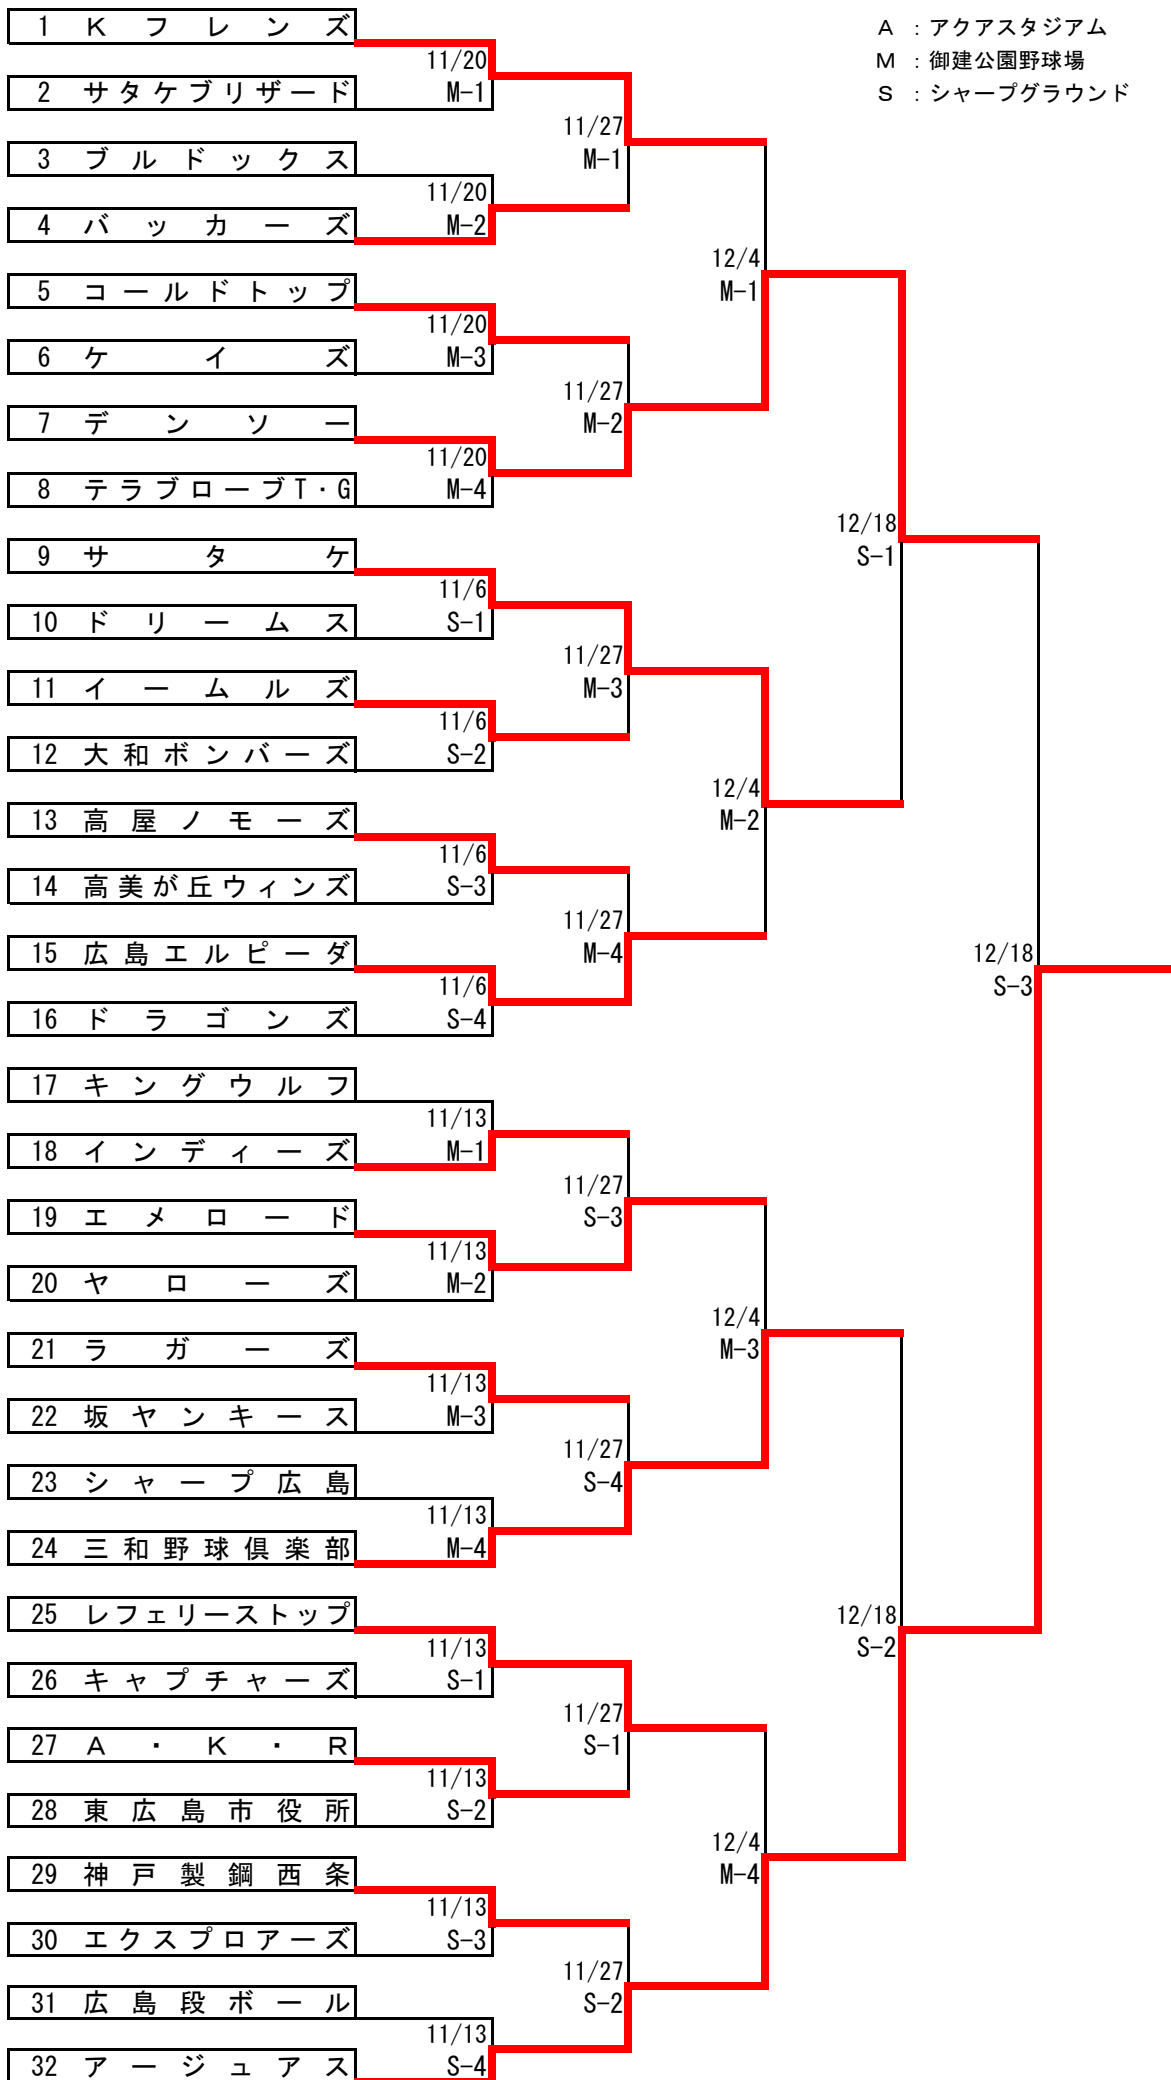 1 Kフレンズ
A ：アクアスタジアム
M ：御建公園野球場
S ：シャープグラウンド
11/20
M-1
2 サタケブリザード
11/27
M-1
3 ブルドックス
11/20
M-2
4 バッカーズ
12/4
M-1
5 コールドトップ
11/20
M-3
6 ケイズ
11/27
M-2
7 デンソー
11/20
M-4
8 テラブローブT・G
12/18
S-1
9 サタケ
11/6
S-1
10 ドリームス
11/27
M-3
11 イームルズ
11/6
S-2
12 大和ボンバーズ
12/4
M-2
13 高屋ノモーズ
11/6
S-3
14 高美が丘ウィンズ
11/27
M-4
15 広島エルピーダ
11/6
S-4
16 ドラゴンズ
12/18
S-3
17 キングウルフ
11/13
M-1
18 インディーズ
11/27
S-3
19 エメロード
11/13
M-2
20 ヤローズ
12/4
M-3
21 ラガーズ
11/13
M-3
22 坂ヤンキース
11/27
S-4
23 シャープ広島
11/13
M-4
24 三和野球倶楽部
12/18
S-2
25 レフェリーストップ
11/13
S-1
26 キャプチャーズ
11/27
S-1
27 A・K・R
11/13
S-2
28 東広島市役所
12/4
M-4
29 神戸製鋼西条
11/13
S-3
30 エクスプロアーズ
11/27
S-2
31 広島段ボール
11/13
S-4
32 アージュアス